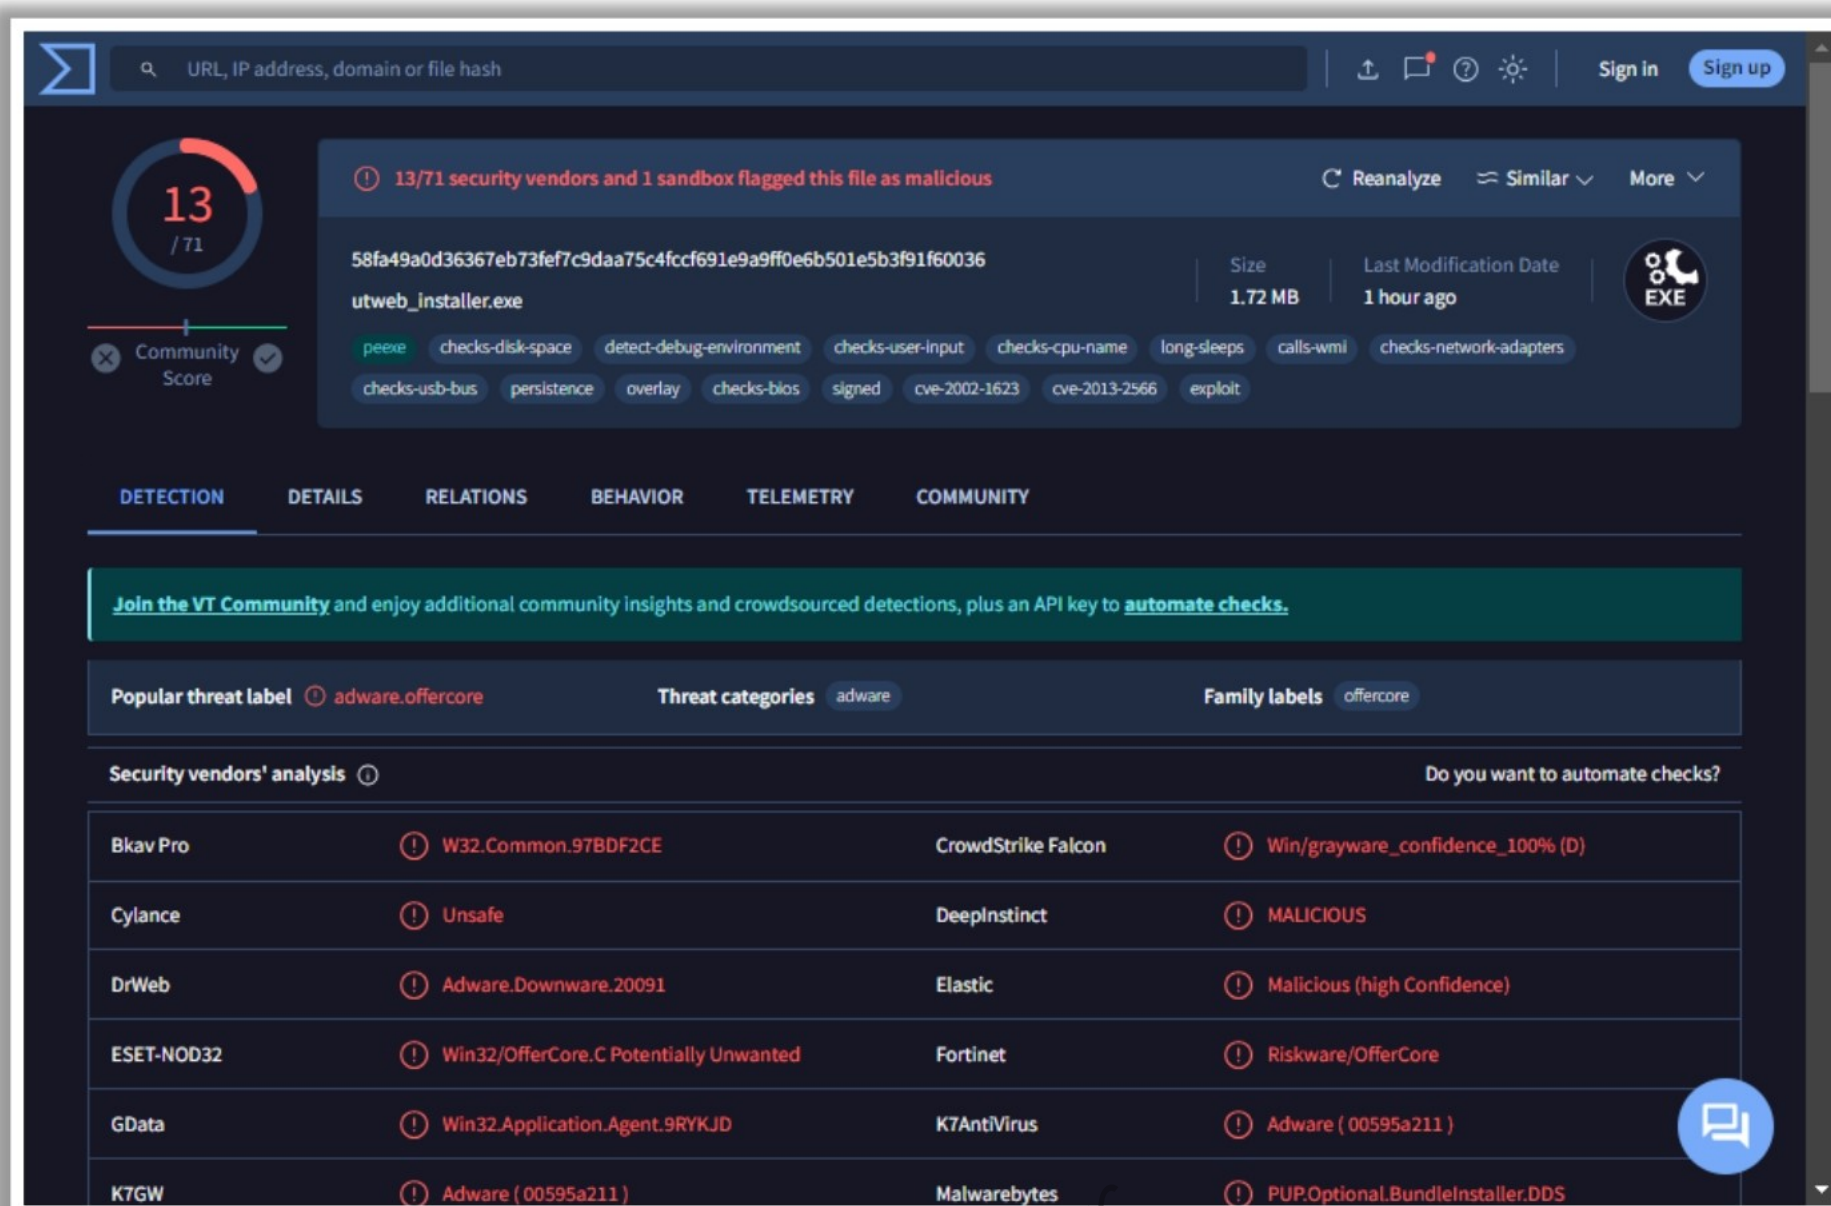 URL, IP address, domain or file hash
Sign in
Sign up
13
/ 71
Community Score
13/71 security vendors and 1 sandbox flagged this file as malicious
Reanalyze
Similar
More
58fa49a0d36367eb73fef7c9daa75c4fccf691e9a9ff0e6b501e5b3f91f60036
utweb_installer.exe
Size
1.72 MB
Last Modification Date
1 hour ago
EXE
peexe checks-disk-space detect-debug-environment checks-user-input checks-cpu-name long-sleeps calls-wmi checks-network-adapters
checks-usb-bus persistence overlay checks-bios signed cve-2002-1623 cve-2013-2566 exploit
DETECTION DETAILS RELATIONS BEHAVIOR TELEMETRY COMMUNITY
Join the VT Community and enjoy additional community insights and crowdsourced detections, plus an API key to automate checks.
Popular threat label adware.offercore Threat categories adware Family labels offercore
Security vendors' analysis Do you want to automate checks?
Bkav Pro W32.Common.97BDF2CE CrowdStrike Falcon Win/grayware_confidence_100% (D)
Cylance Unsafe DeepInstinct MALICIOUS
DrWeb Adware.Downware.20091 Elastic Malicious (high Confidence)
ESET-NOD32 Win32/OfferCore.C Potentially Unwanted Fortinet Riskware/OfferCore
GData Win32.Application.Agent.9RYKJD K7AntiVirus Adware ( 00595a211 )
K7GW Adware ( 00595a211 ) Malwarebytes PUP.Optional.BundleInstaller.DDS